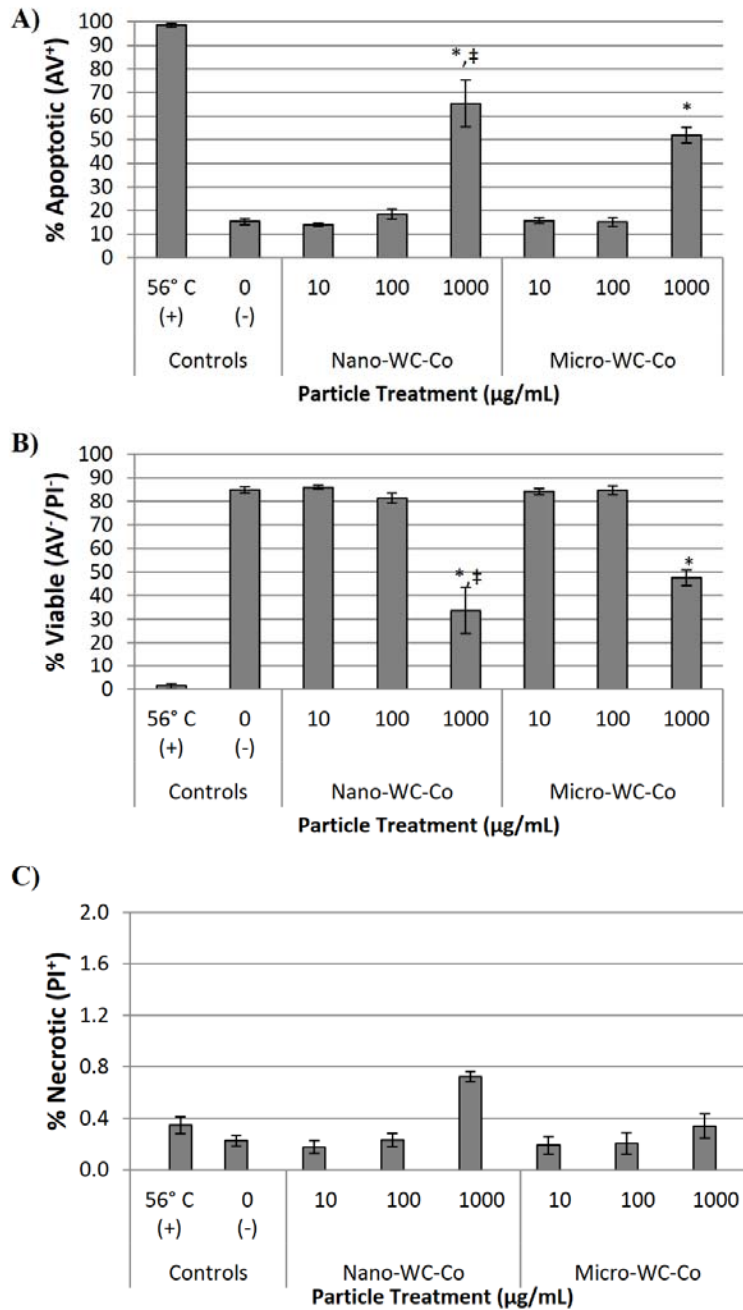 A)
% Apoptotic (AV⁺)
100
90
80
70
60
50
40
30
20
10
0
*,‡
*
56° C 0 10 100 1000 10 100 1000
(+) (-)
Controls Nano-WC-Co Micro-WC-Co
Particle Treatment (µg/mL)
B)
% Viable (AV⁻/PI⁻)
100
90
80
70
60
50
40
30
20
10
0
*,‡
*
56° C 0 10 100 1000 10 100 1000
(+) (-)
Controls Nano-WC-Co Micro-WC-Co
Particle Treatment (µg/mL)
C)
% Necrotic (PI⁺)
2.0
1.6
1.2
0.8
0.4
0.0
56° C 0 10 100 1000 10 100 1000
(+) (-)
Controls Nano-WC-Co Micro-WC-Co
Particle Treatment (µg/mL)